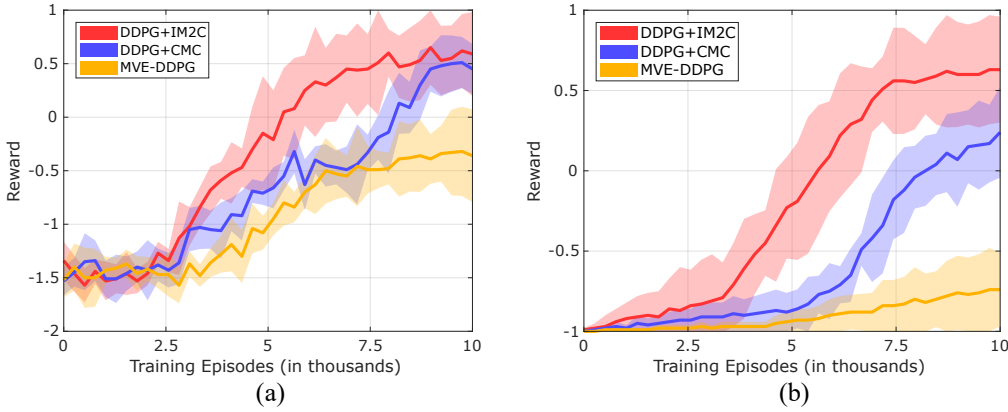 1
0.5
0
-0.5
-1
-1.5
-2
Reward
DDPG+IM2C
DDPG+CMC
MVE-DDPG
0 2.5 5 7.5 10
Training Episodes (in thousands)
(a)
1
0.5
0
-0.5
-1
Reward
DDPG+IM2C
DDPG+CMC
MVE-DDPG
0 2.5 5 7.5 10
Training Episodes (in thousands)
(b)